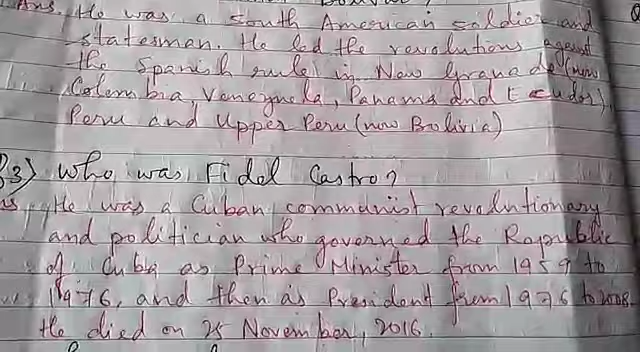 Ans. He was a South American soldier and
statesman. He led the revolutions against
the Spanish rule in New Granada (now
Colombia, Venezuela, Panama and Ecuador),
Peru and Upper Peru (now Bolivia)
3) Who was Fidel Castro?
He was a Cuban communist revolutionary
and politician who governed the Republic
of Cuba as Prime Minister from 1959 to
1976, and then as President from 1976 to 2008.
He died on 25 November, 2016.